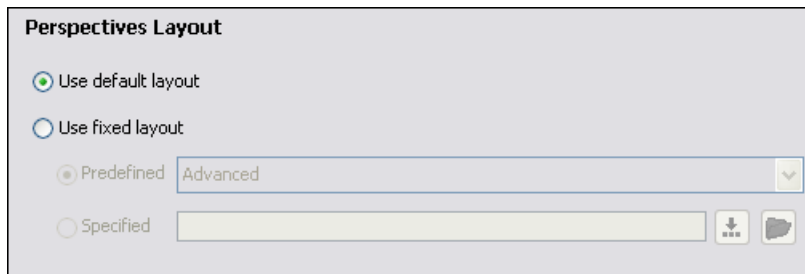 Perspectives Layout
Use default layout
Use fixed layout
Predefined Advanced
Specified